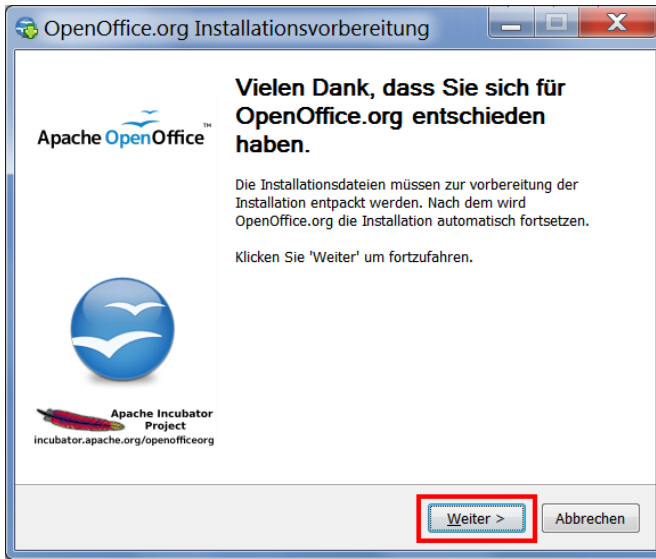 OpenOffice.org Installationsvorbereitung
Vielen Dank, dass Sie sich für
OpenOffice.org entschieden
haben.
Apache OpenOffice™
Die Installationsdateien müssen zur vorbereitung der
Installation entpackt werden. Nach dem wird
OpenOffice.org die Installation automatisch fortsetzen.
Klicken Sie 'Weiter' um fortzufahren.
Apache Incubator
Project
incubator.apache.org/openofficeorg
Weiter >
Abbrechen